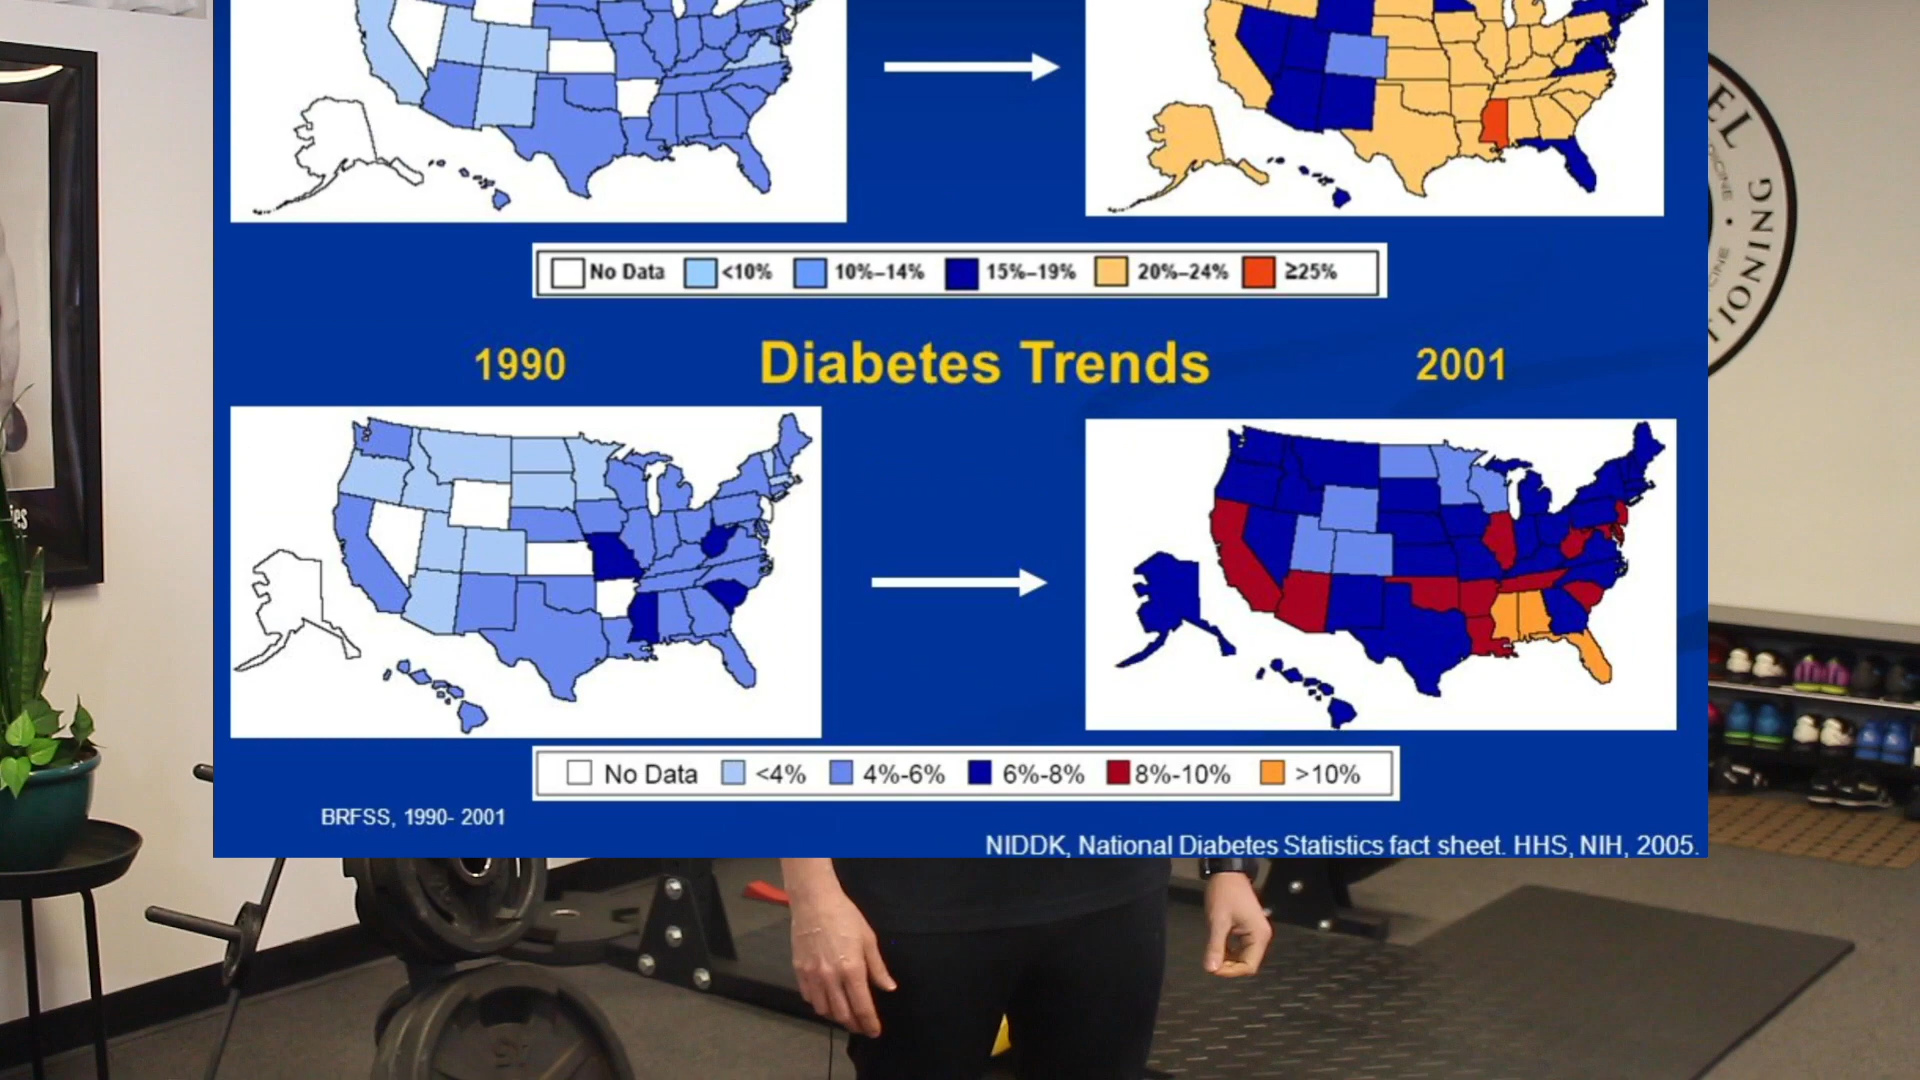 No Data <10% 10%–14% 15%–19% 20%–24% ≥25%
1990 Diabetes Trends 2001
No Data <4% 4%-6% 6%-8% 8%-10% >10%
BRFSS, 1990- 2001
NIDDK, National Diabetes Statistics fact sheet. HHS, NIH, 2005.